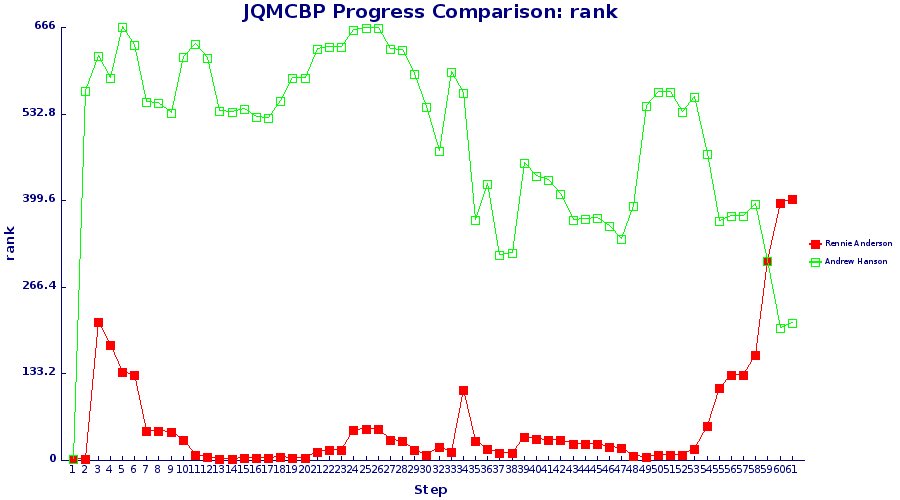 JQMCBP Progress Comparison: rank
666
532.8
399.6
266.4
133.2
0
rank
1 2 3 4 5 6 7 8 9 10 11 12 13 14 15 16 17 18 19 20 21 22 23 24 25 26 27 28 29 30 31 32 33 34 35 36 37 38 39 40 41 42 43 44 45 46 47 48 49 50 51 52 53 54 55 56 57 58 59 60 61
Step
Rennie Anderson
Andrew Hanson